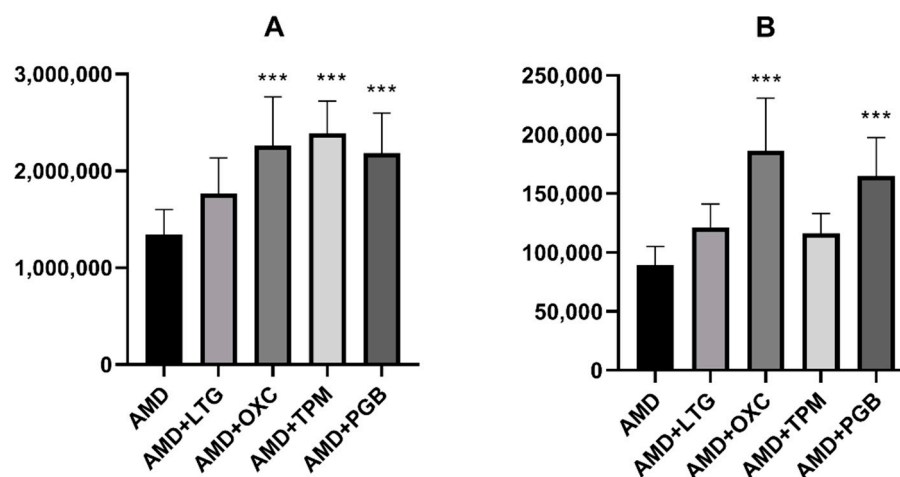 A
3,000,000
2,000,000
1,000,000
0
*** *** ***
AMD
AMD+LTG
AMD+OXC
AMD+TPM
AMD+PGB
B
250,000
200,000
150,000
100,000
50,000
0
*** ***
AMD
AMD+LTG
AMD+OXC
AMD+TPM
AMD+PGB